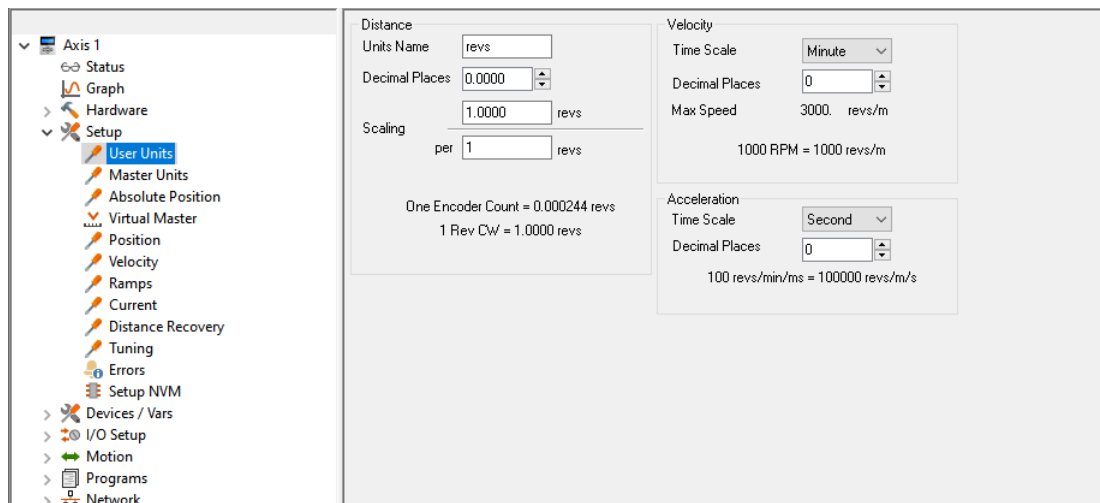 Axis 1
Status
Graph
Hardware
Setup
User Units
Master Units
Absolute Position
Virtual Master
Position
Velocity
Ramps
Current
Distance Recovery
Tuning
Errors
Setup NVM
Devices / Vars
I/O Setup
Motion
Programs
Network
Distance
Units Name revs
Decimal Places 0.0000
1.0000 revs
Scaling
per 1 revs
One Encoder Count = 0.000244 revs
1 Rev CW = 1.0000 revs
Velocity
Time Scale Minute
Decimal Places 0
Max Speed 3000. revs/m
1000 RPM = 1000 revs/m
Acceleration
Time Scale Second
Decimal Places 0
100 revs/min/ms = 100000 revs/m/s